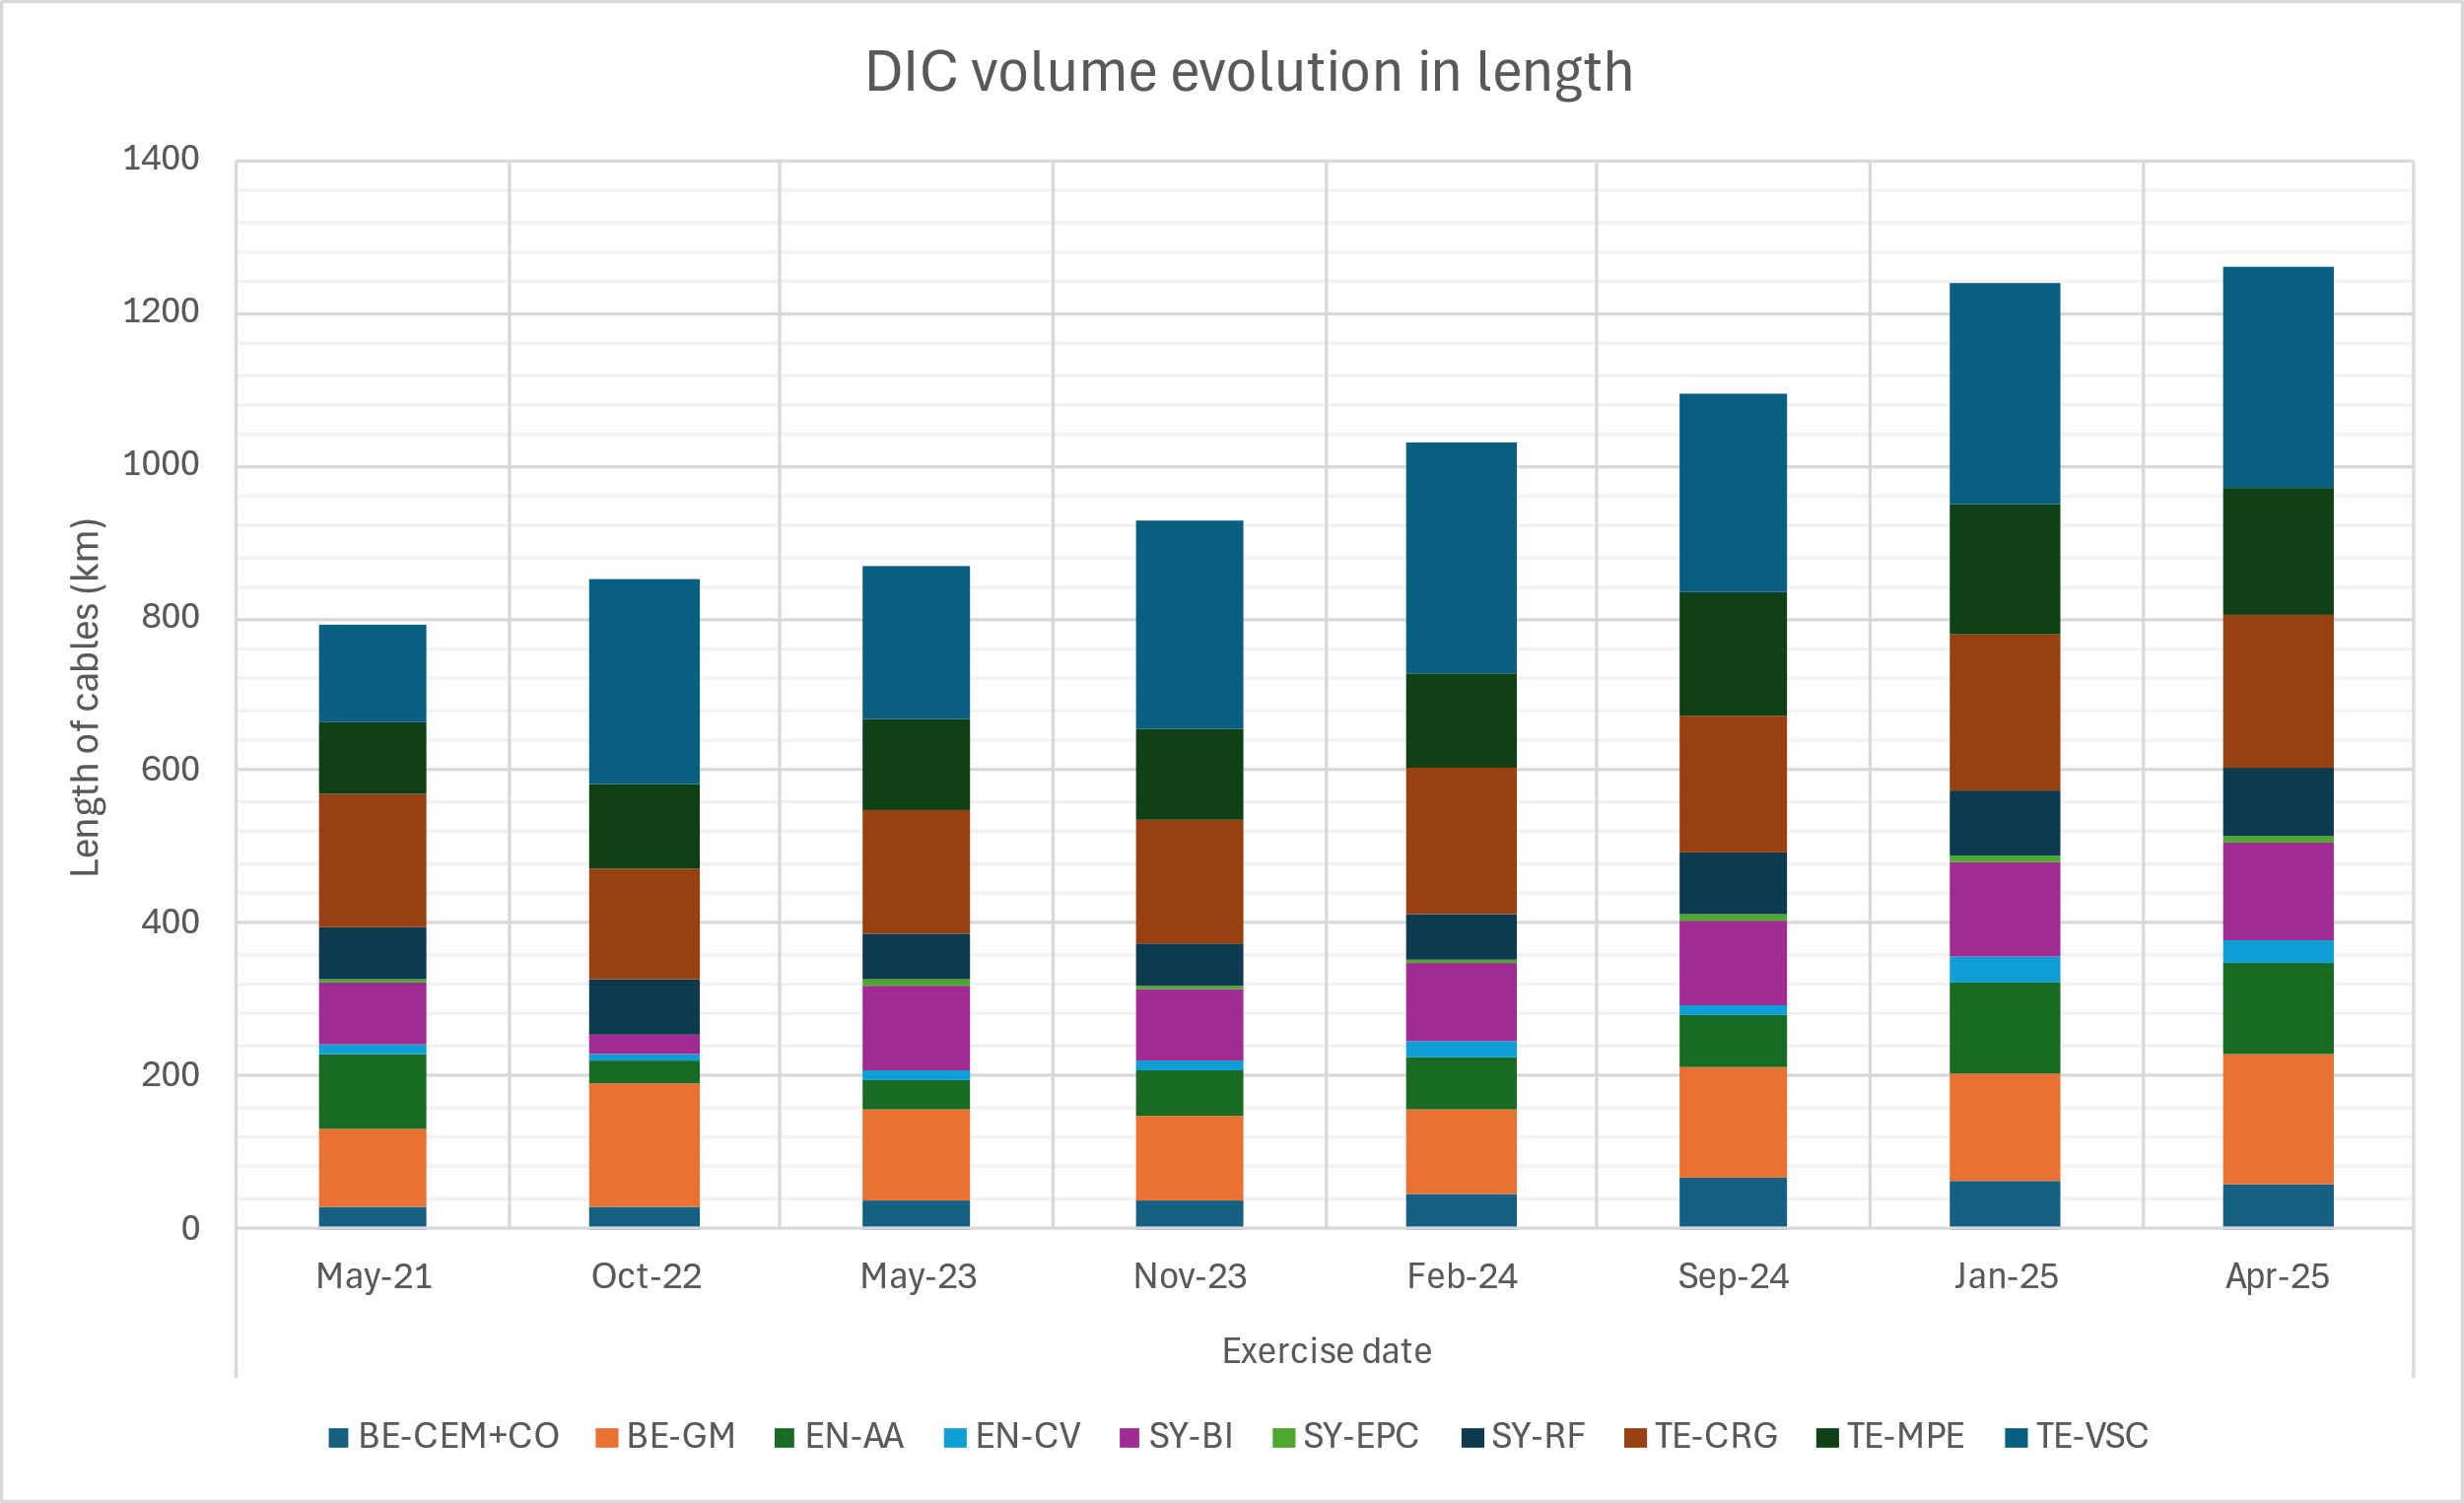 DIC volume evolution in length
1400
1200
1000
800
600
400
200
0
Length of cables (km)
May-21 Oct-22 May-23 Nov-23 Feb-24 Sep-24 Jan-25 Apr-25
Exercise date
BE-CEM+CO BE-GM EN-AA EN-CV SY-BI SY-EPC SY-RF TE-CRG TE-MPE TE-VSC